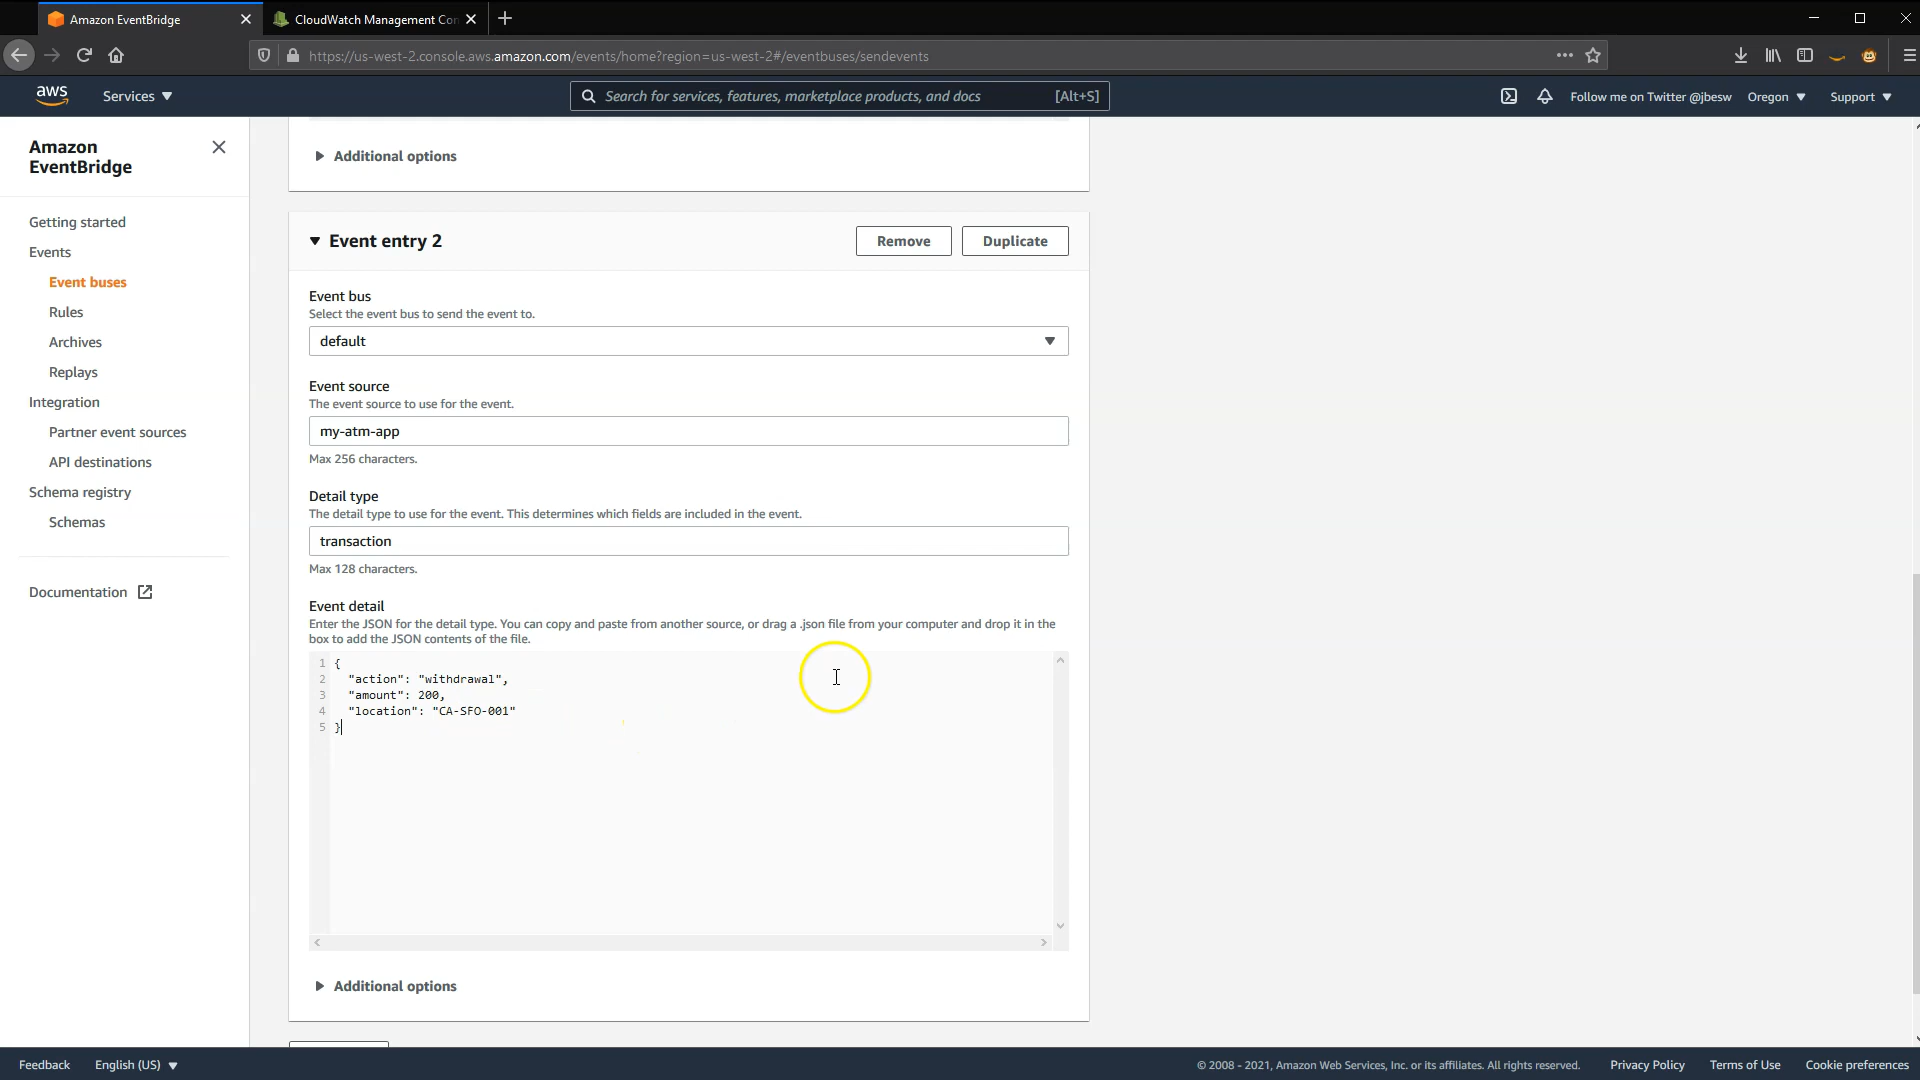 Amazon EventBridge
CloudWatch Management Con
https://us-west-2.console.aws.amazon.com/events/home?region=us-west-2#/eventbuses/sendevents
aws
Services
Search for services, features, marketplace products, and docs
[Alt+S]
Follow me on Twitter @jbesw
Oregon
Support
Amazon
EventBridge
Getting started
Events
Event buses
Rules
Archives
Replays
Integration
Partner event sources
API destinations
Schema registry
Schemas
Documentation
Additional options
Event entry 2
Remove
Duplicate
Event bus
Select the event bus to send the event to.
default
Event source
The event source to use for the event.
my-atm-app
Max 256 characters.
Detail type
The detail type to use for the event. This determines which fields are included in the event.
transaction
Max 128 characters.
Event detail
Enter the JSON for the detail type. You can copy and paste from another source, or drag a .json file from your computer and drop it in the
box to add the JSON contents of the file.
1 {
2 "action": "withdrawal",
3 "amount": 200,
4 "location": "CA-SFO-001"
5 }
Additional options
Feedback
English (US)
© 2008 - 2021, Amazon Web Services, Inc. or its affiliates. All rights reserved.
Privacy Policy
Terms of Use
Cookie preferences